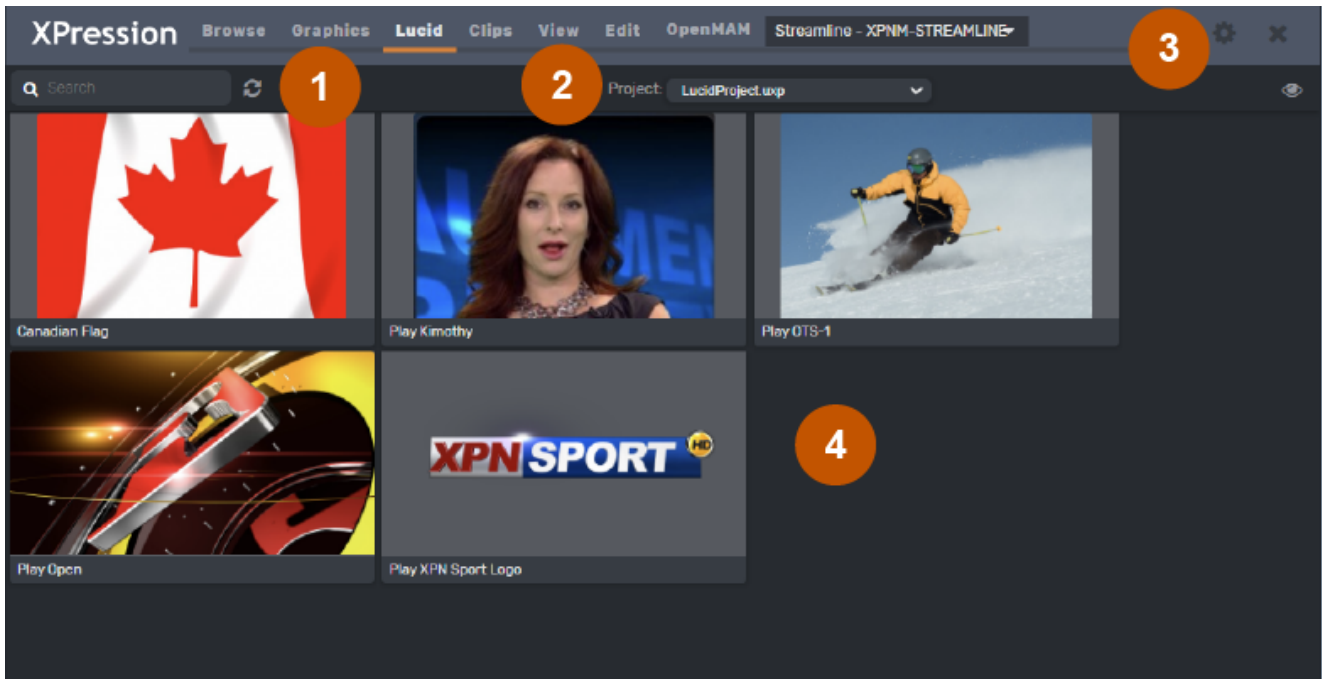 XPression Browse Graphics Lucid Clips View Edit OpenMAM Streamline - XPNM-STREAMLINE 3
Search 1 2 Project: LucidProject.uxp
Canadian Flag Play Kimothy Play OTS-1
XPN SPORT HD 4
Play Open Play XPN Sport Logo